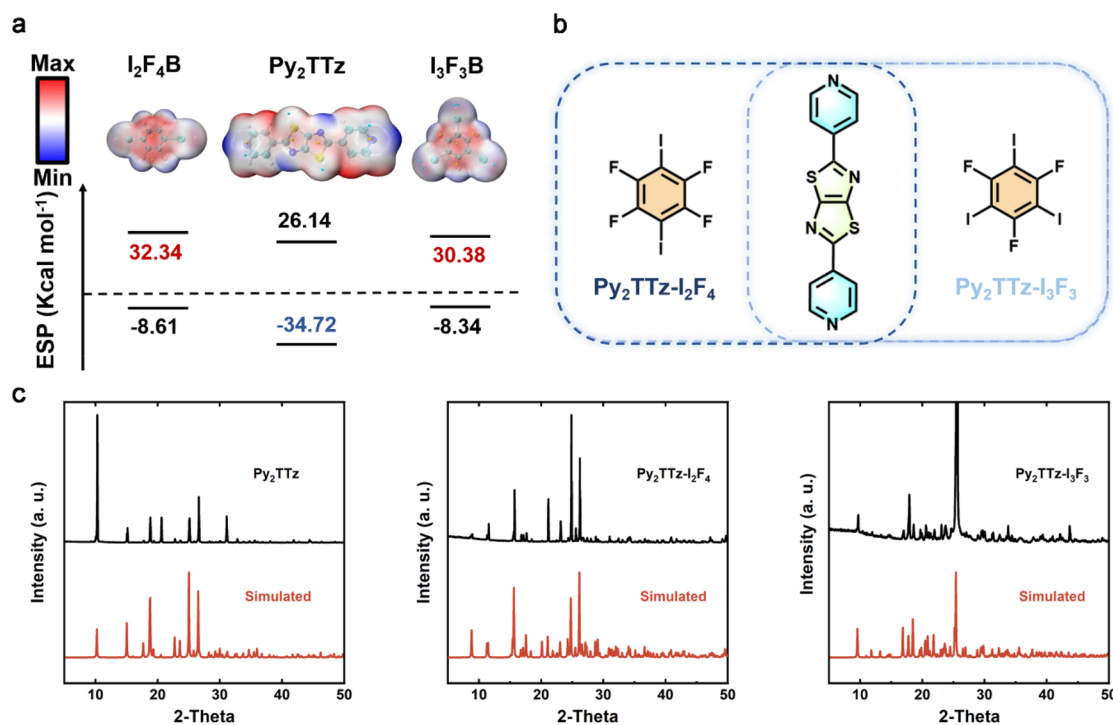 a
Max
Min
I₂F₄B
Py₂TTz
I₃F₃B
ESP (Kcal mol⁻¹)
32.34
26.14
30.38
-8.61
-34.72
-8.34
b
I
F
F
F
F
I
Py₂TTz-I₂F₄
N
S
N
N
S
N
I
F
F
I
I
F
Py₂TTz-I₃F₃
c
Intensity (a. u.)
Py₂TTz
Simulated
10
20
30
40
50
2-Theta
Intensity (a. u.)
Py₂TTz-I₂F₄
Simulated
10
20
30
40
50
2-Theta
Intensity (a. u.)
Py₂TTz-I₃F₃
Simulated
10
20
30
40
50
2-Theta